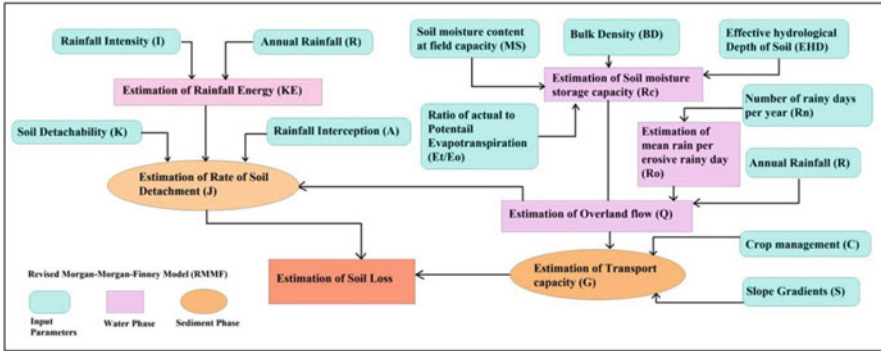 Rainfall Intensity (I)
Annual Rainfall (R)
Soil moisture content
at field capacity (MS)
Bulk Density (BD)
Effective hydrological
Depth of Soil (EHD)
Estimation of Rainfall Energy (KE)
Estimation of Soil moisture
storage capacity (Rc)
Number of rainy days
per year (Rn)
Soil Detachability (K)
Rainfall Interception (A)
Ratio of actual to
Potentail
Evapotranspiration
(Et/Eo)
Estimation of
mean rain per
erosive rainy day
(Ro)
Annual Rainfall (R)
Estimation of Rate of Soil
Detachment (J)
Estimation of Overland flow (Q)
Crop management (C)
Revised Morgan-Morgan-Finney Model (RMMF)
Estimation of Soil Loss
Estimation of Transport
capacity (G)
Slope Gradients (S)
Input
Parameters
Water Phase
Sediment Phase